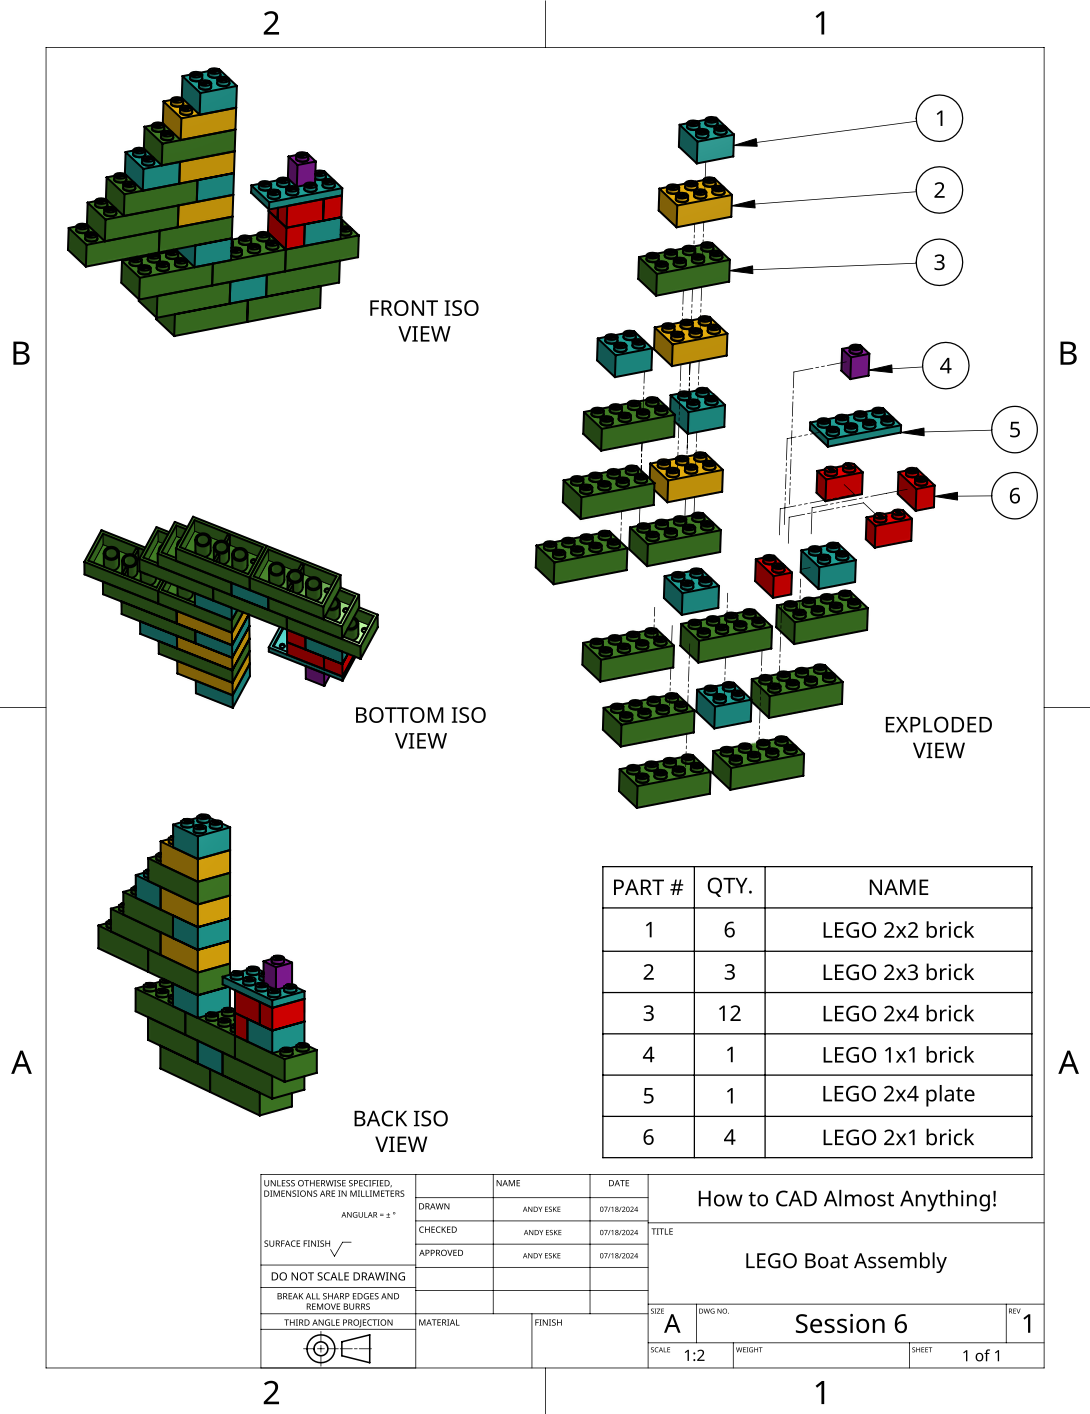 2 1
1
2
3
FRONT ISO
VIEW
B B
4
5
6
BOTTOM ISO
VIEW
EXPLODED
VIEW
PART # QTY. NAME
1 6 LEGO 2x2 brick
2 3 LEGO 2x3 brick
3 12 LEGO 2x4 brick
4 1 LEGO 1x1 brick
5 1 LEGO 2x4 plate
6 4 LEGO 2x1 brick
A A
BACK ISO
VIEW
UNLESS OTHERWISE SPECIFIED,
DIMENSIONS ARE IN MILLIMETERS
ANGULAR = ± °
SURFACE FINISH
DO NOT SCALE DRAWING
BREAK ALL SHARP EDGES AND
REMOVE BURRS
THIRD ANGLE PROJECTION
NAME DATE
DRAWN ANDY ESKE 07/18/2024
CHECKED ANDY ESKE 07/18/2024
APPROVED ANDY ESKE 07/18/2024
MATERIAL FINISH
How to CAD Almost Anything!
TITLE
LEGO Boat Assembly
SIZE A DWG NO. Session 6 REV 1
SCALE 1:2 WEIGHT SHEET 1 of 1
2 1